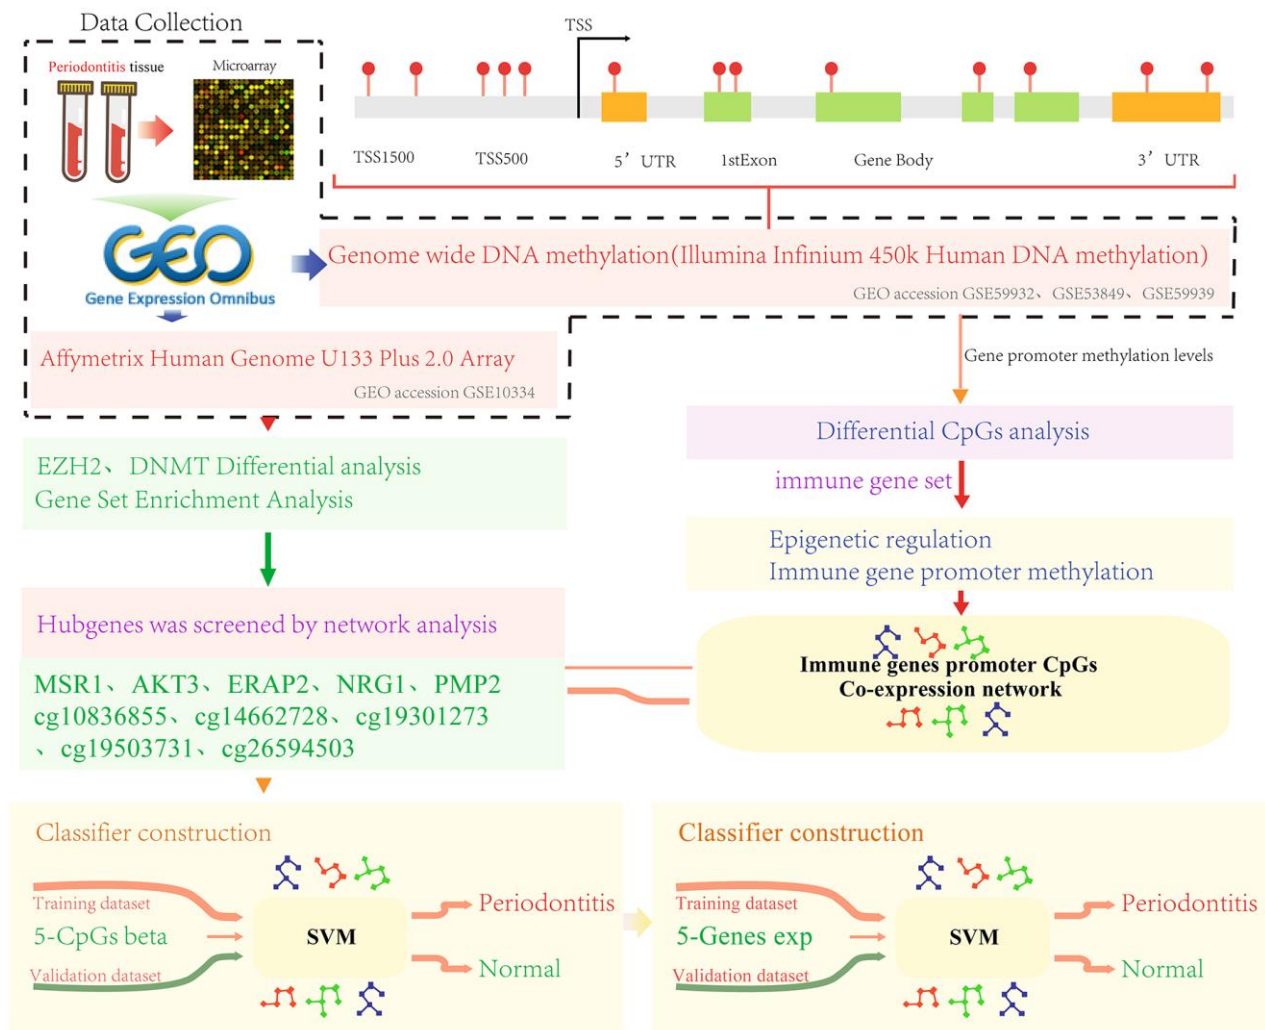 Data Collection
Periodontitis tissue
Microarray
TSS
TSS1500
TSS500
5’ UTR
1stExon
Gene Body
3’ UTR
GEO
Gene Expression Omnibus
Genome wide DNA methylation(Illumina Infinium 450k Human DNA methylation)
GEO accession GSE59932、GSE53849、GSE59939
Affymetrix Human Genome U133 Plus 2.0 Array
GEO accession GSE10334
Gene promoter methylation levels
Differential CpGs analysis
immune gene set
Epigenetic regulation
Immune gene promoter methylation
EZH2、DNMT Differential analysis
Gene Set Enrichment Analysis
Hubgenes was screened by network analysis
MSR1、AKT3、ERAP2、NRG1、PMP2
cg10836855、cg14662728、cg19301273
、cg19503731、cg26594503
Immune genes promoter CpGs
Co-expression network
Classifier construction
Training dataset
5-CpGs beta
Validation dataset
SVM
Periodontitis
Normal
Classifier construction
Training dataset
5-Genes exp
Validation dataset
SVM
Periodontitis
Normal